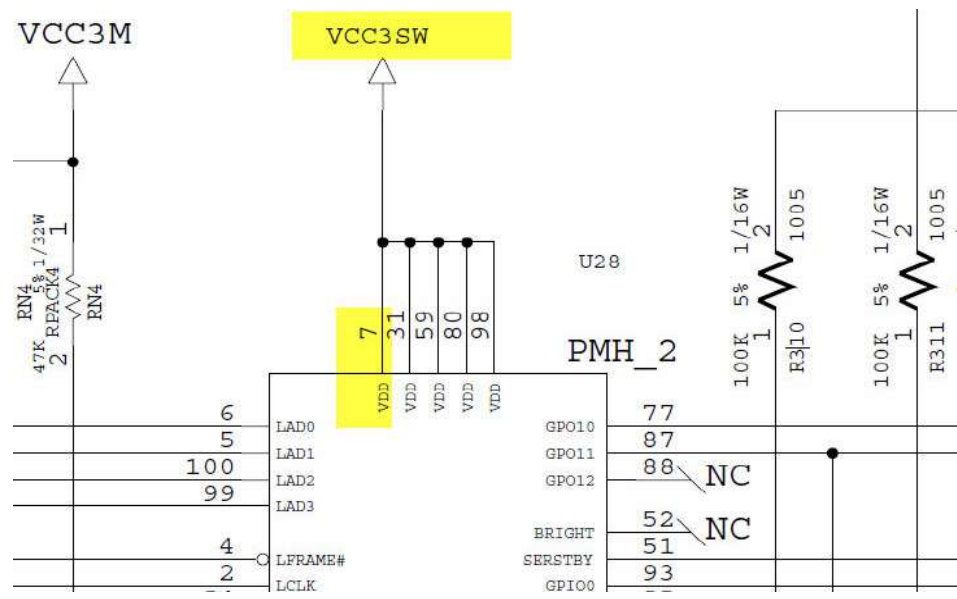 VCC3M
VCC3SW
RN4
5% 1/32W
RPACK4
RN4
47K
1
2
7
31
59
80
98
VDD
VDD
VDD
VDD
VDD
U28
PMH_2
1/16W
2
1005
5%
100K
1
R310
1/16W
2
1005
5%
100K
1
R311
6
LAD0
5
LAD1
100
LAD2
99
LAD3
4
LFRAME#
2
LCLK
GPO10
77
GPO11
87
GPO12
88
NC
BRIGHT
52
NC
SERSTBY
51
GPIO0
93